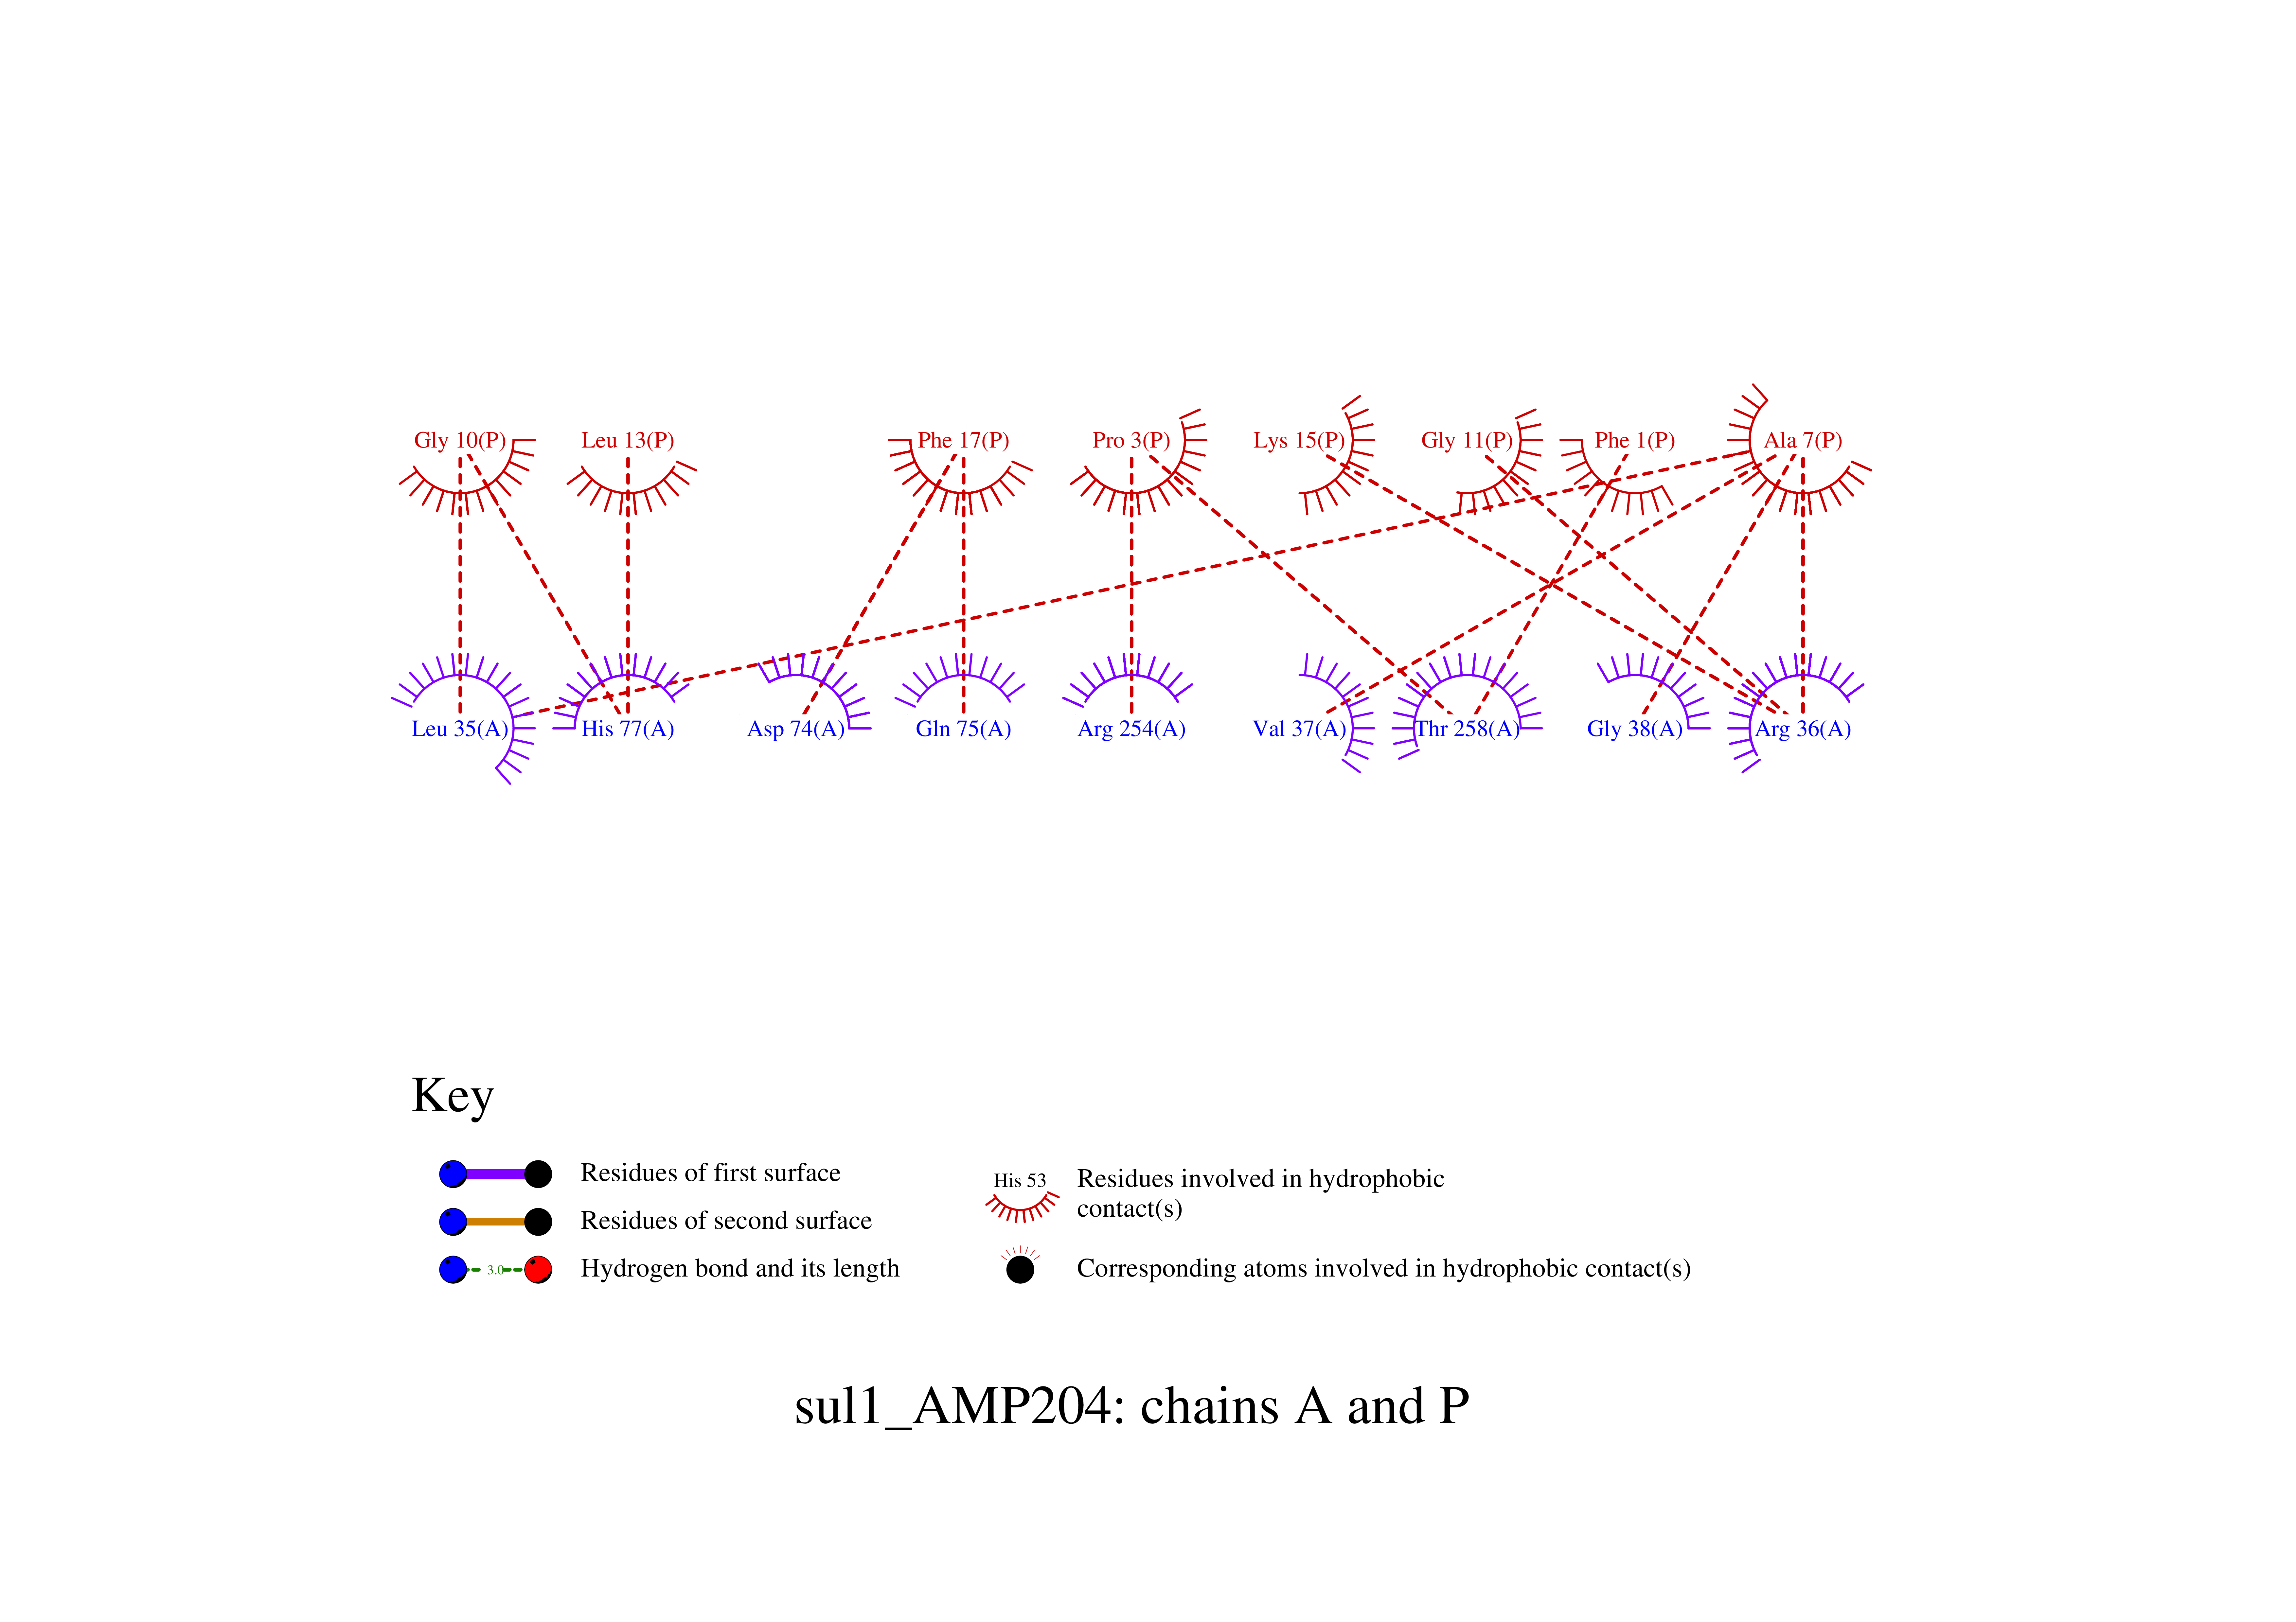 Gly 10(P) Leu 13(P) Phe 17(P) Pro 3(P) Lys 15(P) Gly 11(P) Phe 1(P) Ala 7(P)
Leu 35(A) His 77(A) Asp 74(A) Gln 75(A) Arg 254(A) Val 37(A) Thr 258(A) Gly 38(A) Arg 36(A)
Key
Residues of first surface
Residues of second surface
3.0 Hydrogen bond and its length
His 53 Residues involved in hydrophobic
contact(s)
Corresponding atoms involved in hydrophobic contact(s)
sul1_AMP204: chains A and P